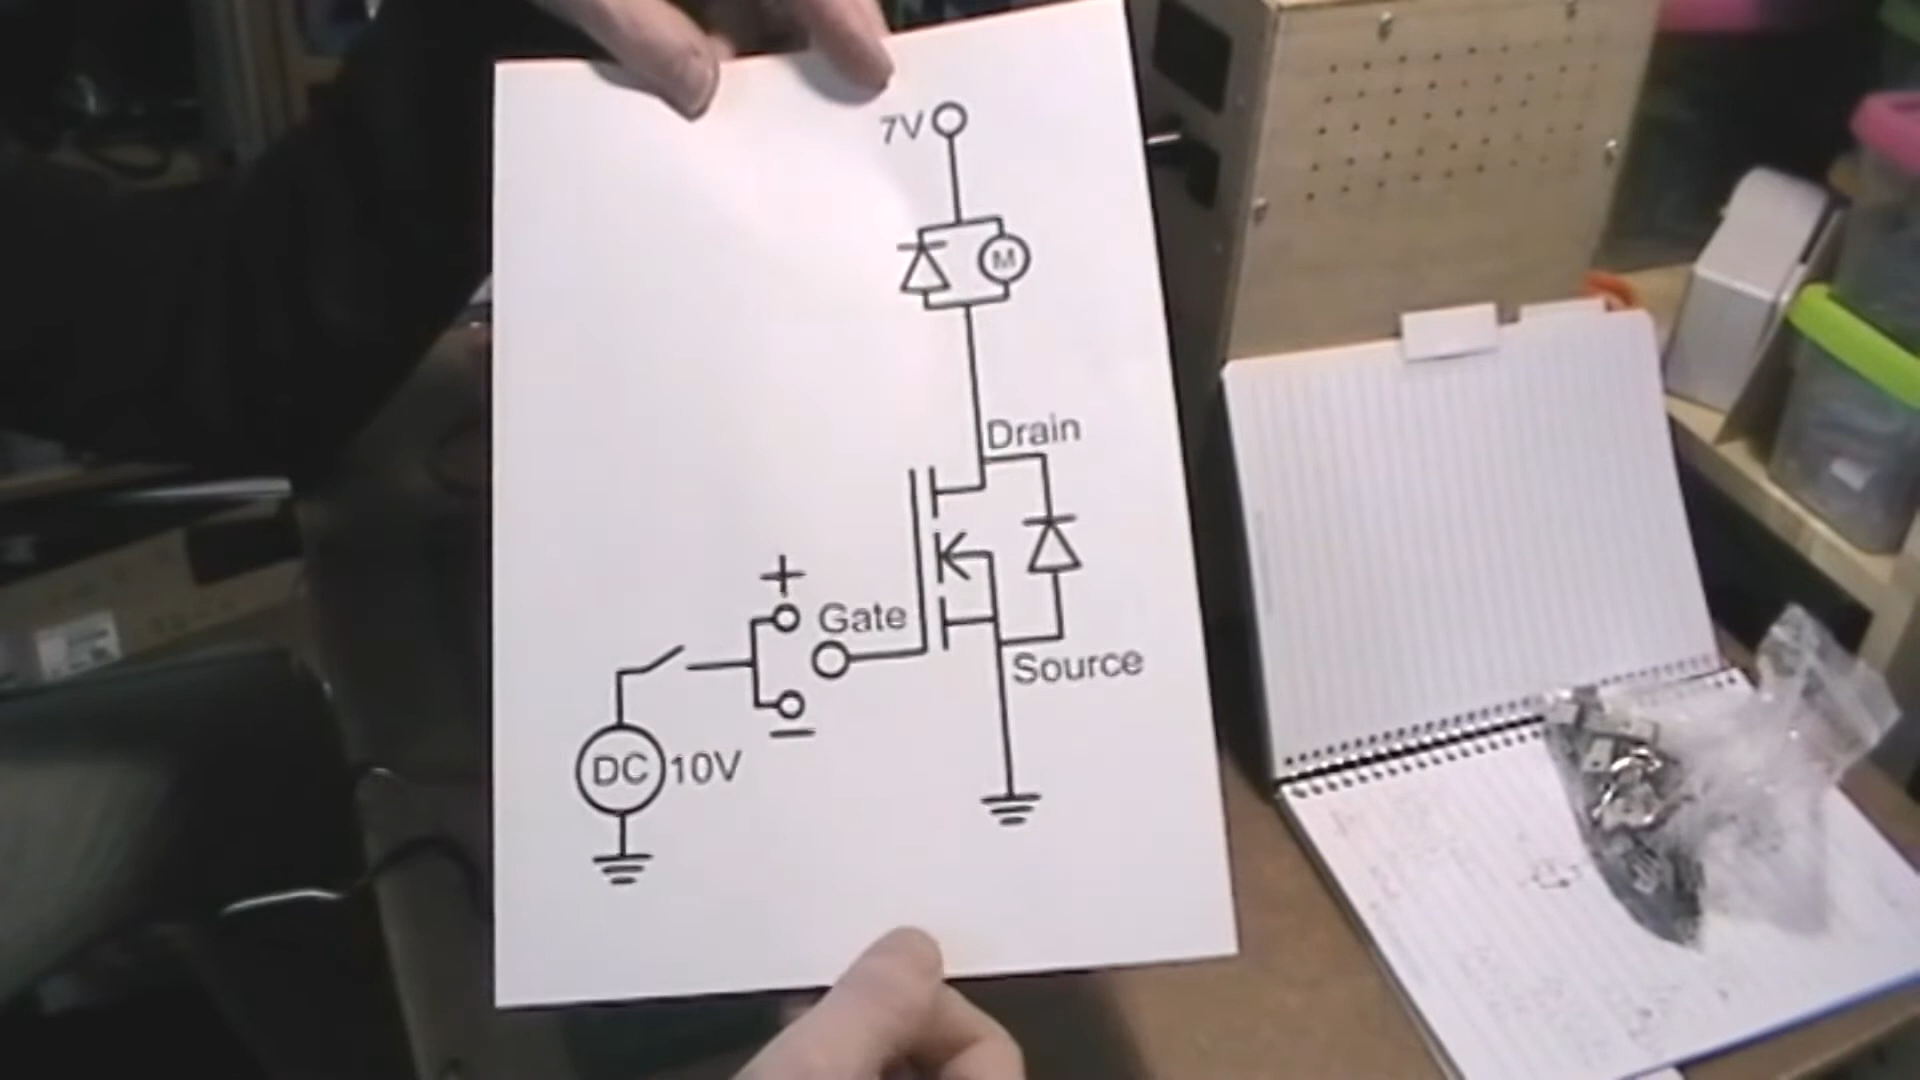 7V
M
Drain
+
Gate
Source
DC 10V
−